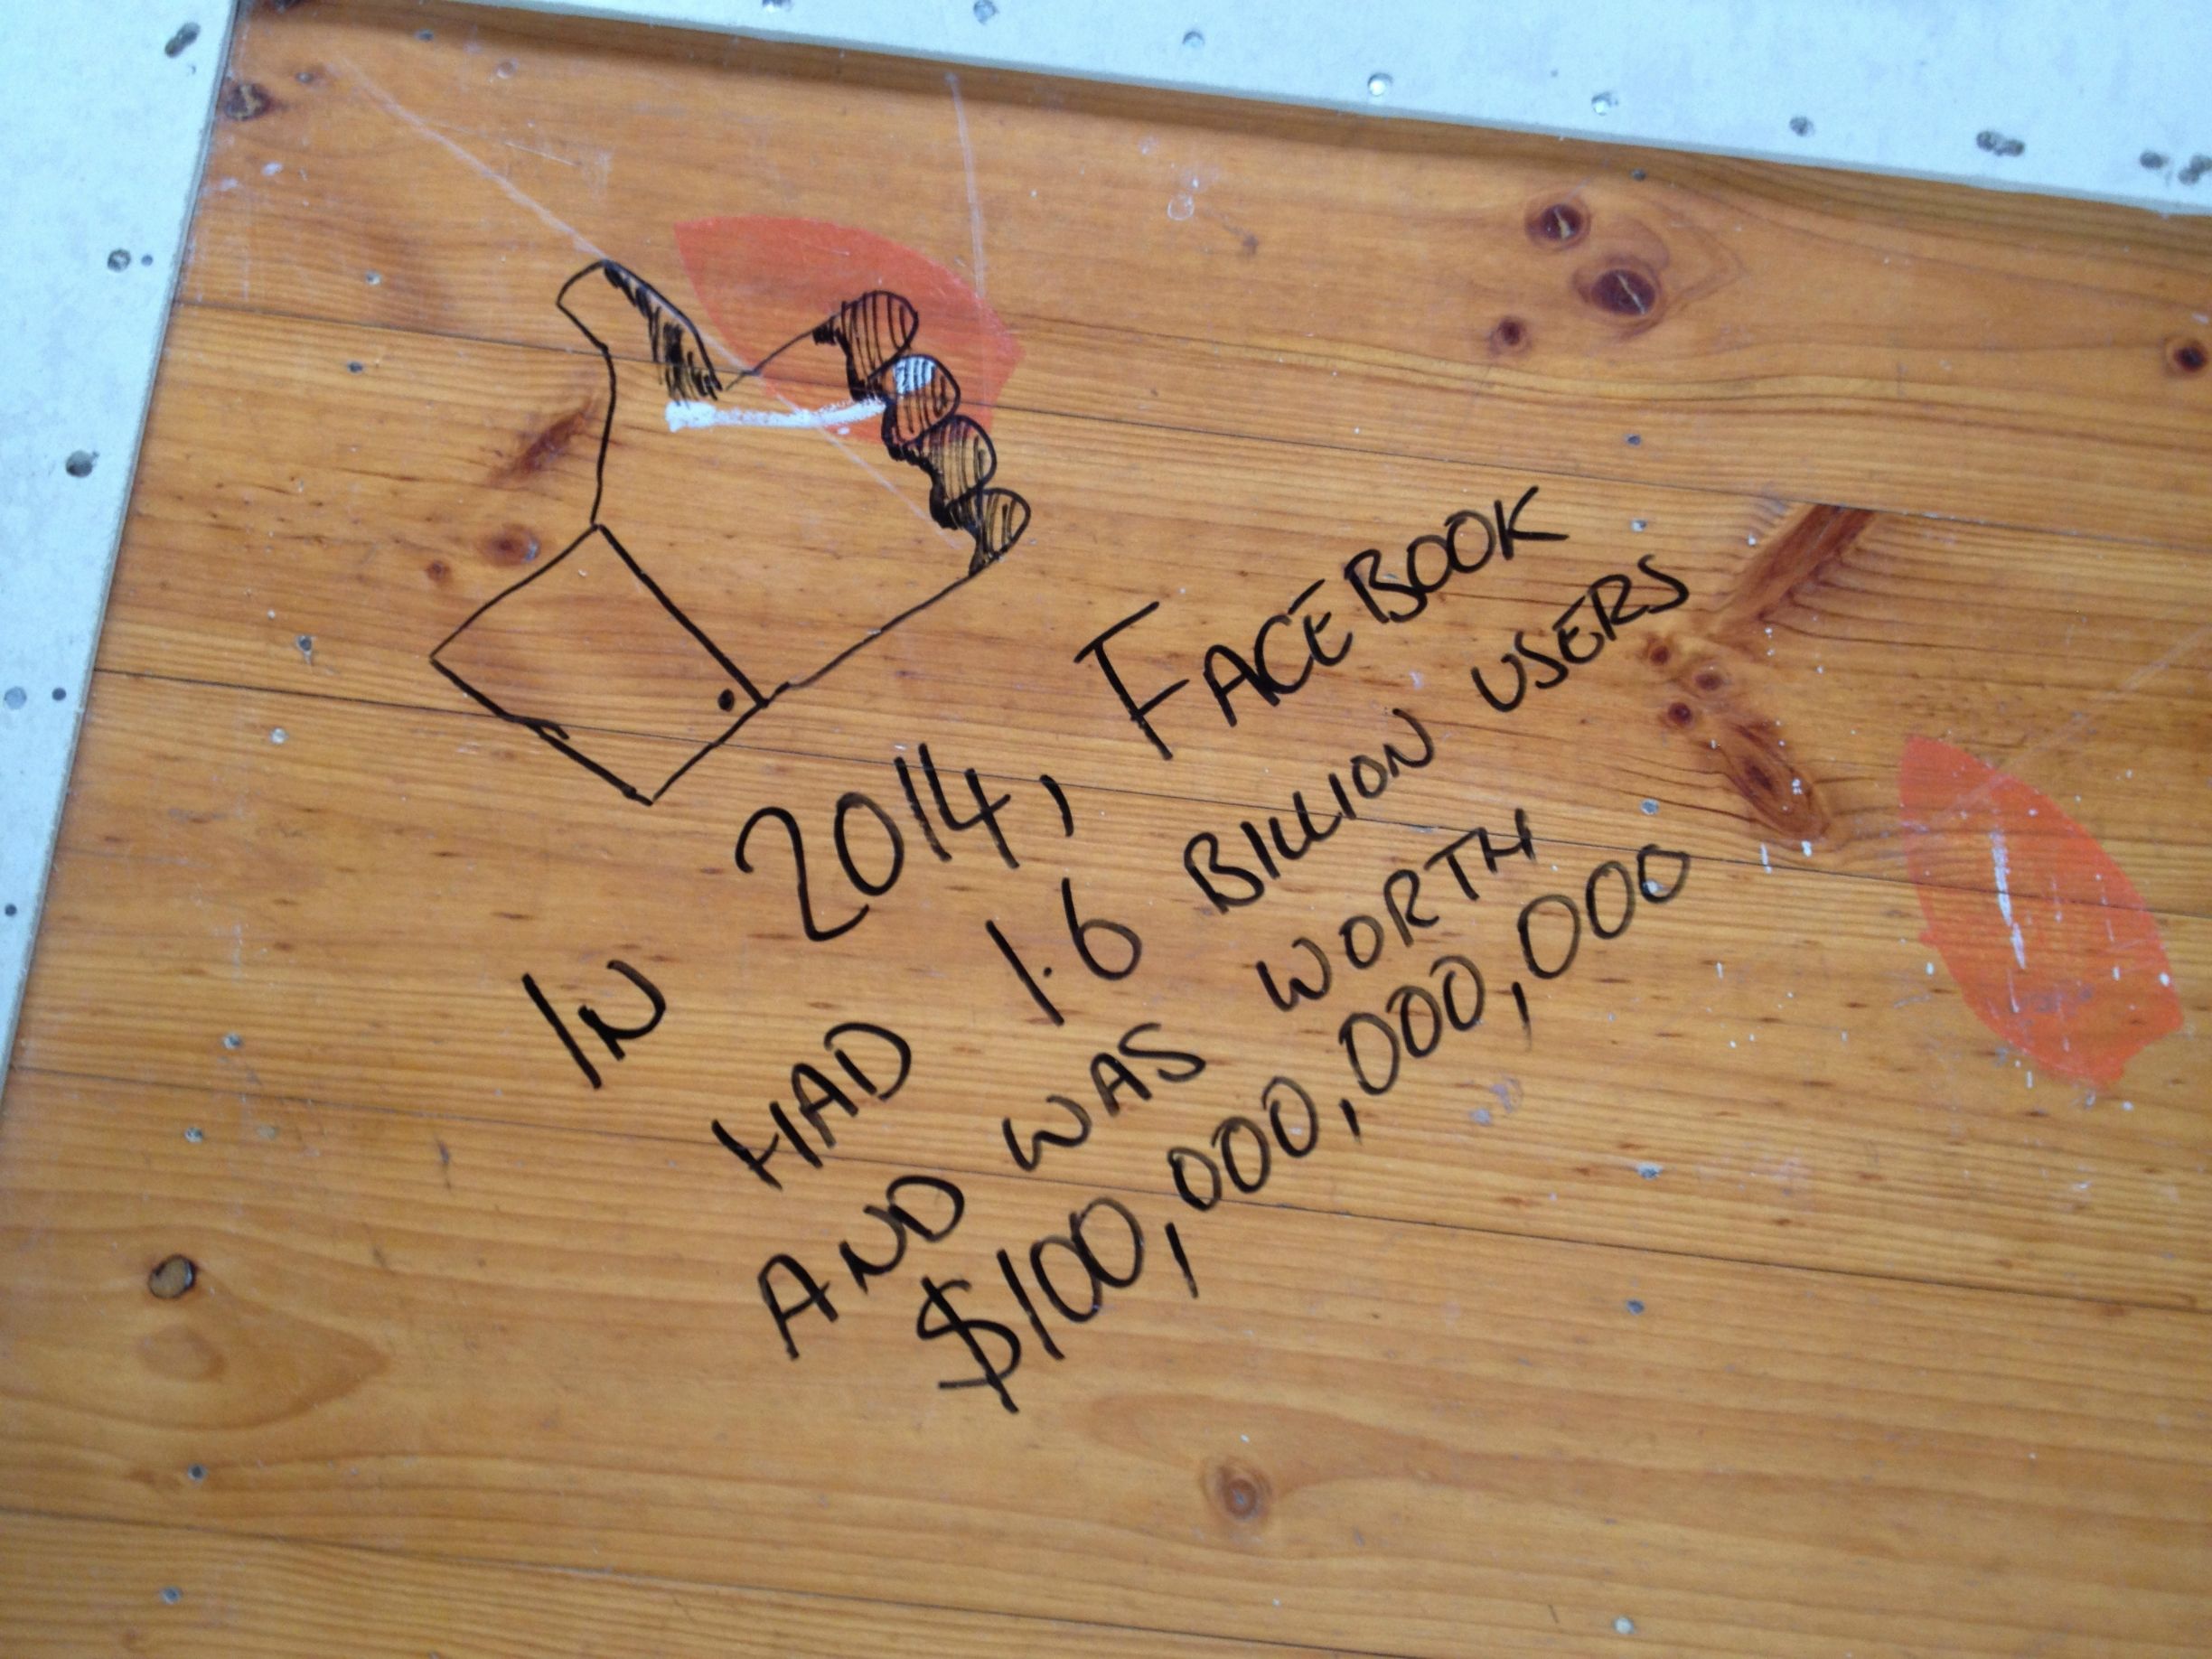 IN 2014, FACEBOOK
HAD 1.6 BILLION USERS
AND WAS WORTH
$100,000,000,000